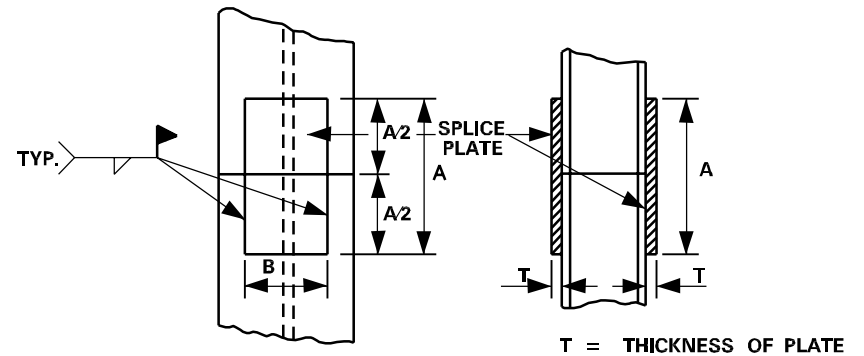 TYP.
A/2
A/2
A
B
SPLICE
PLATE
A
T
T
T = THICKNESS OF PLATE